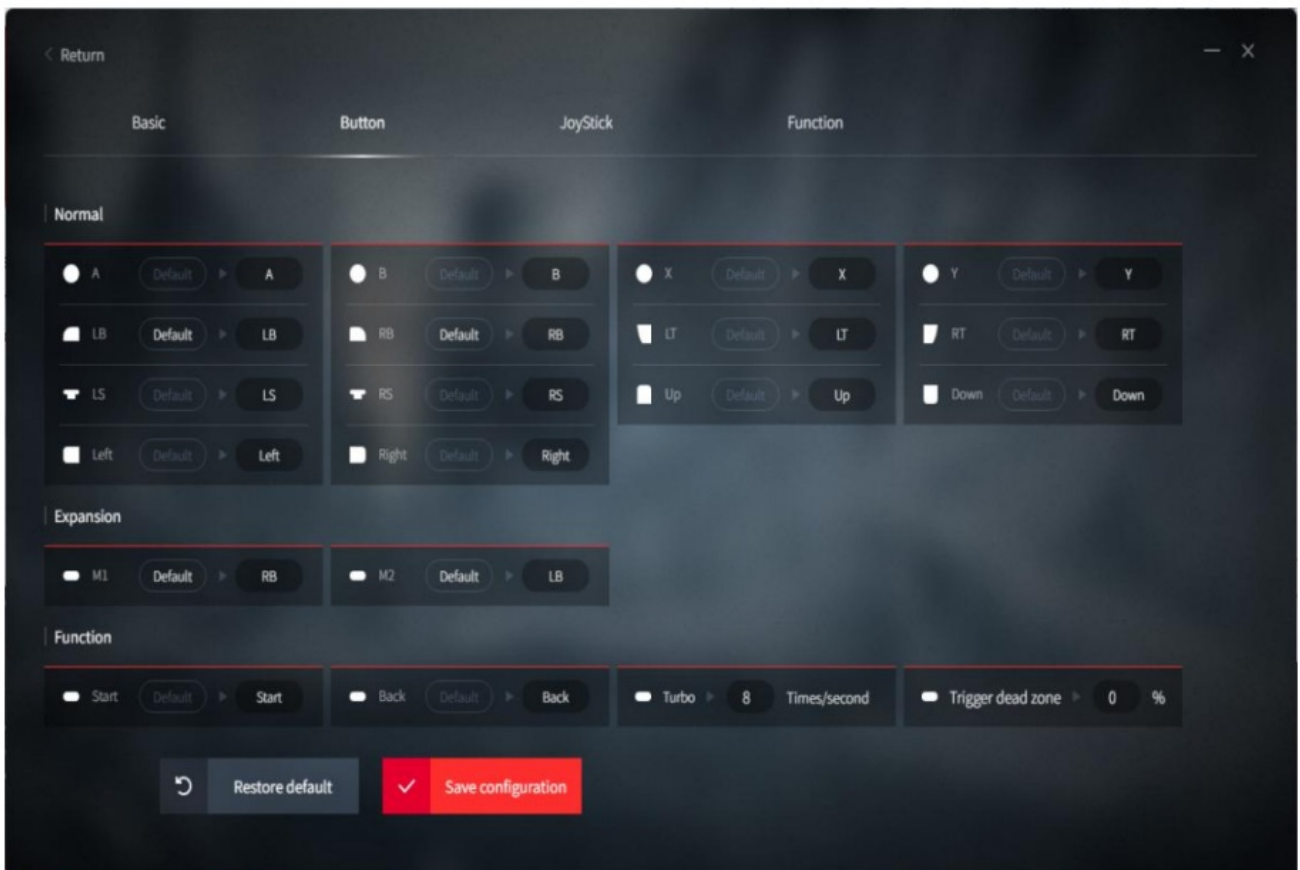 Return
Basic Button JoyStick Function
Normal
A Default A B Default B X Default X Y Default Y
LB Default LB RB Default RB LT Default LT RT Default RT
LS Default LS RS Default RS Up Default Up Down Default Down
Left Default Left Right Default Right
Expansion
M1 Default RB M2 Default LB
Function
Start Default Start Back Default Back Turbo 8 Times/second Trigger dead zone 0 %
Restore default Save configuration